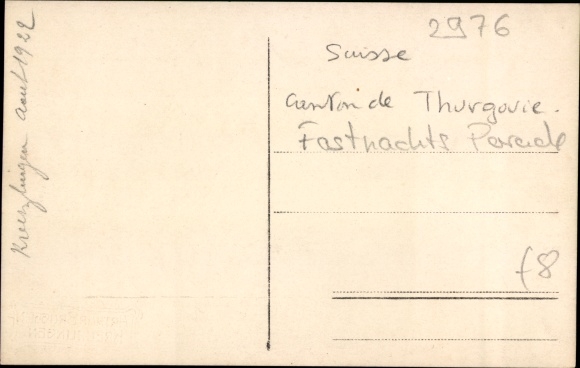 Kreuzlingen Aout 1922
2976
Suisse
Canton de Thurgovie.
Fastnachts Parade
f8